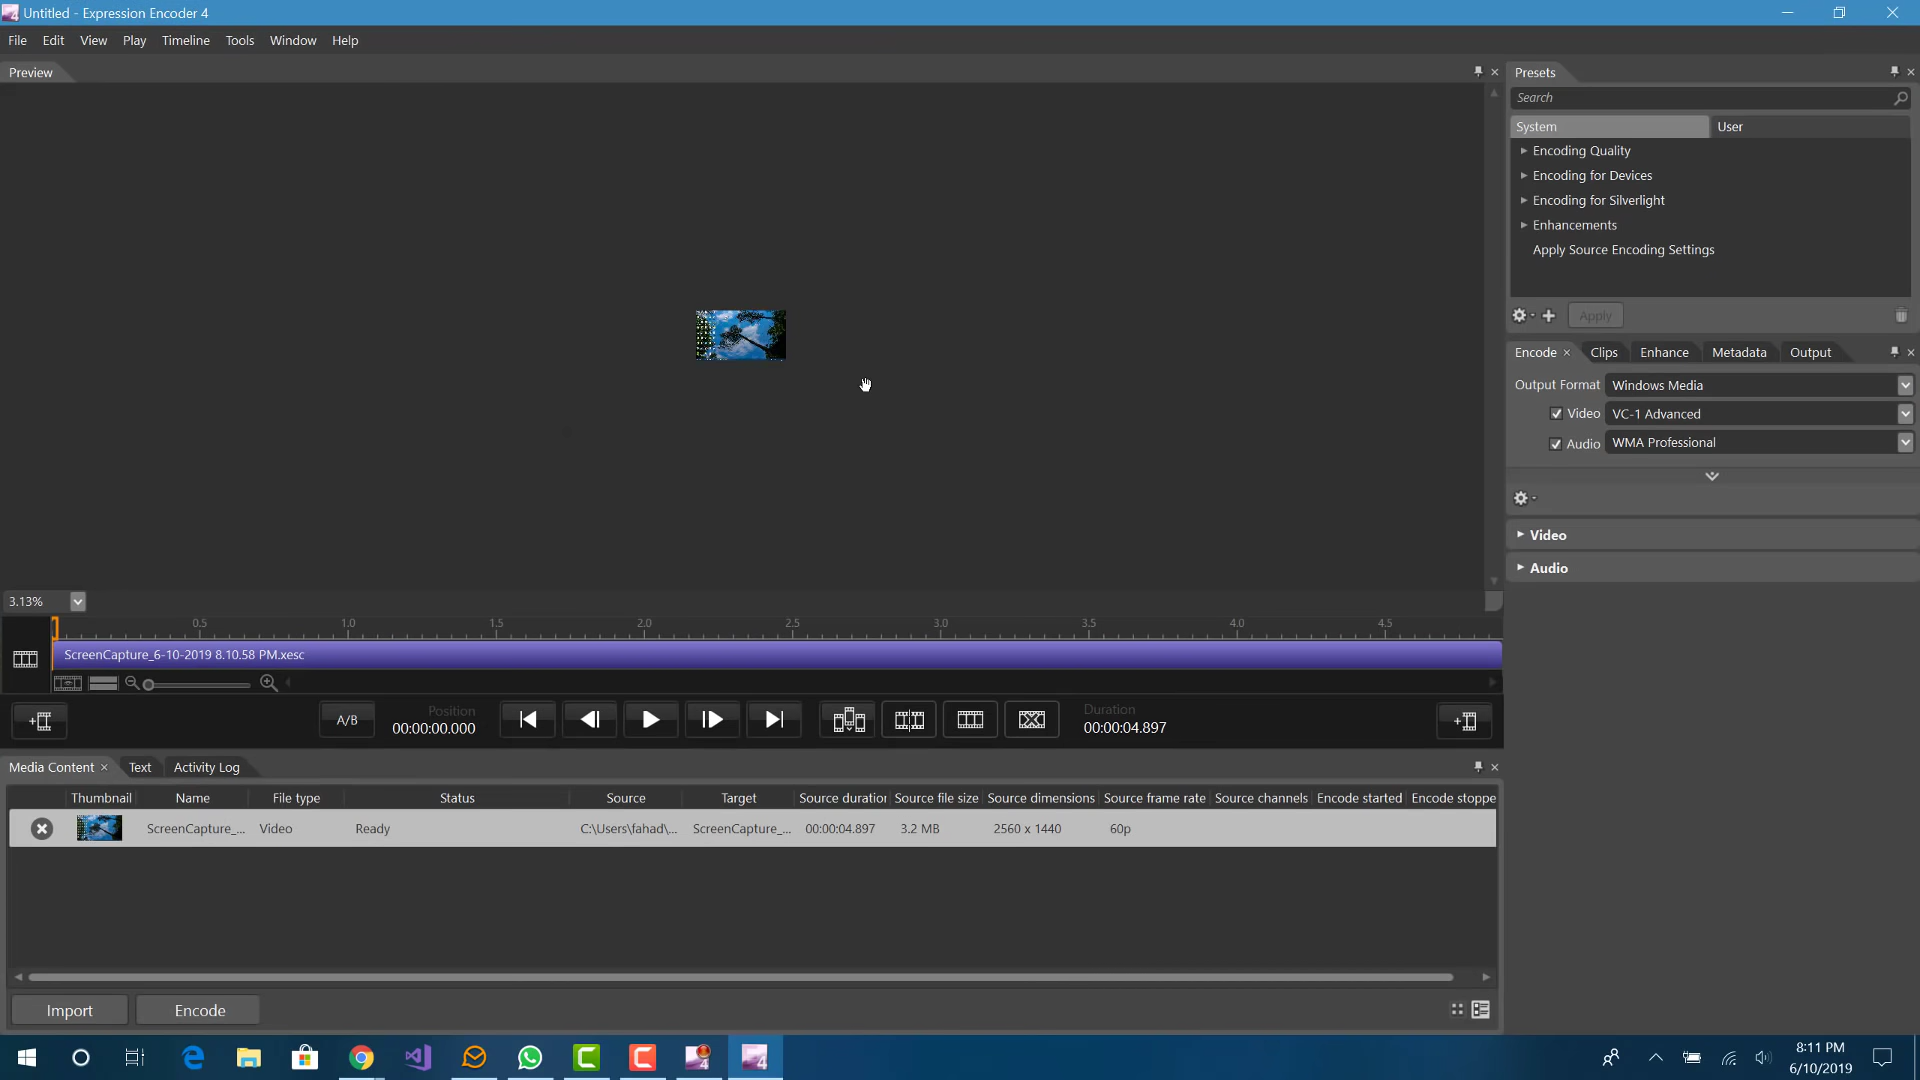 Untitled - Expression Encoder 4
File Edit View Play Timeline Tools Window Help
Preview
3.13%
0.5 1.0 1.5 2.0 2.5 3.0 3.5 4.0 4.5
ScreenCapture_6-10-2019 8.10.58 PM.xesc
A/B
Position
00:00:00.000
Duration
00:00:04.897
Media Content Text Activity Log
Thumbnail Name File type Status Source Target Source duration Source file size Source dimensions Source frame rate Source channels Encode started Encode stoppe
ScreenCapture_... Video Ready C:\Users\fahad\... ScreenCapture_... 00:00:04.897 3.2 MB 2560 x 1440 60p
Import Encode
Presets
Search
System User
Encoding Quality
Encoding for Devices
Encoding for Silverlight
Enhancements
Apply Source Encoding Settings
Apply
Encode Clips Enhance Metadata Output
Output Format Windows Media
Video VC-1 Advanced
Audio WMA Professional
Video
Audio
8:11 PM
6/10/2019